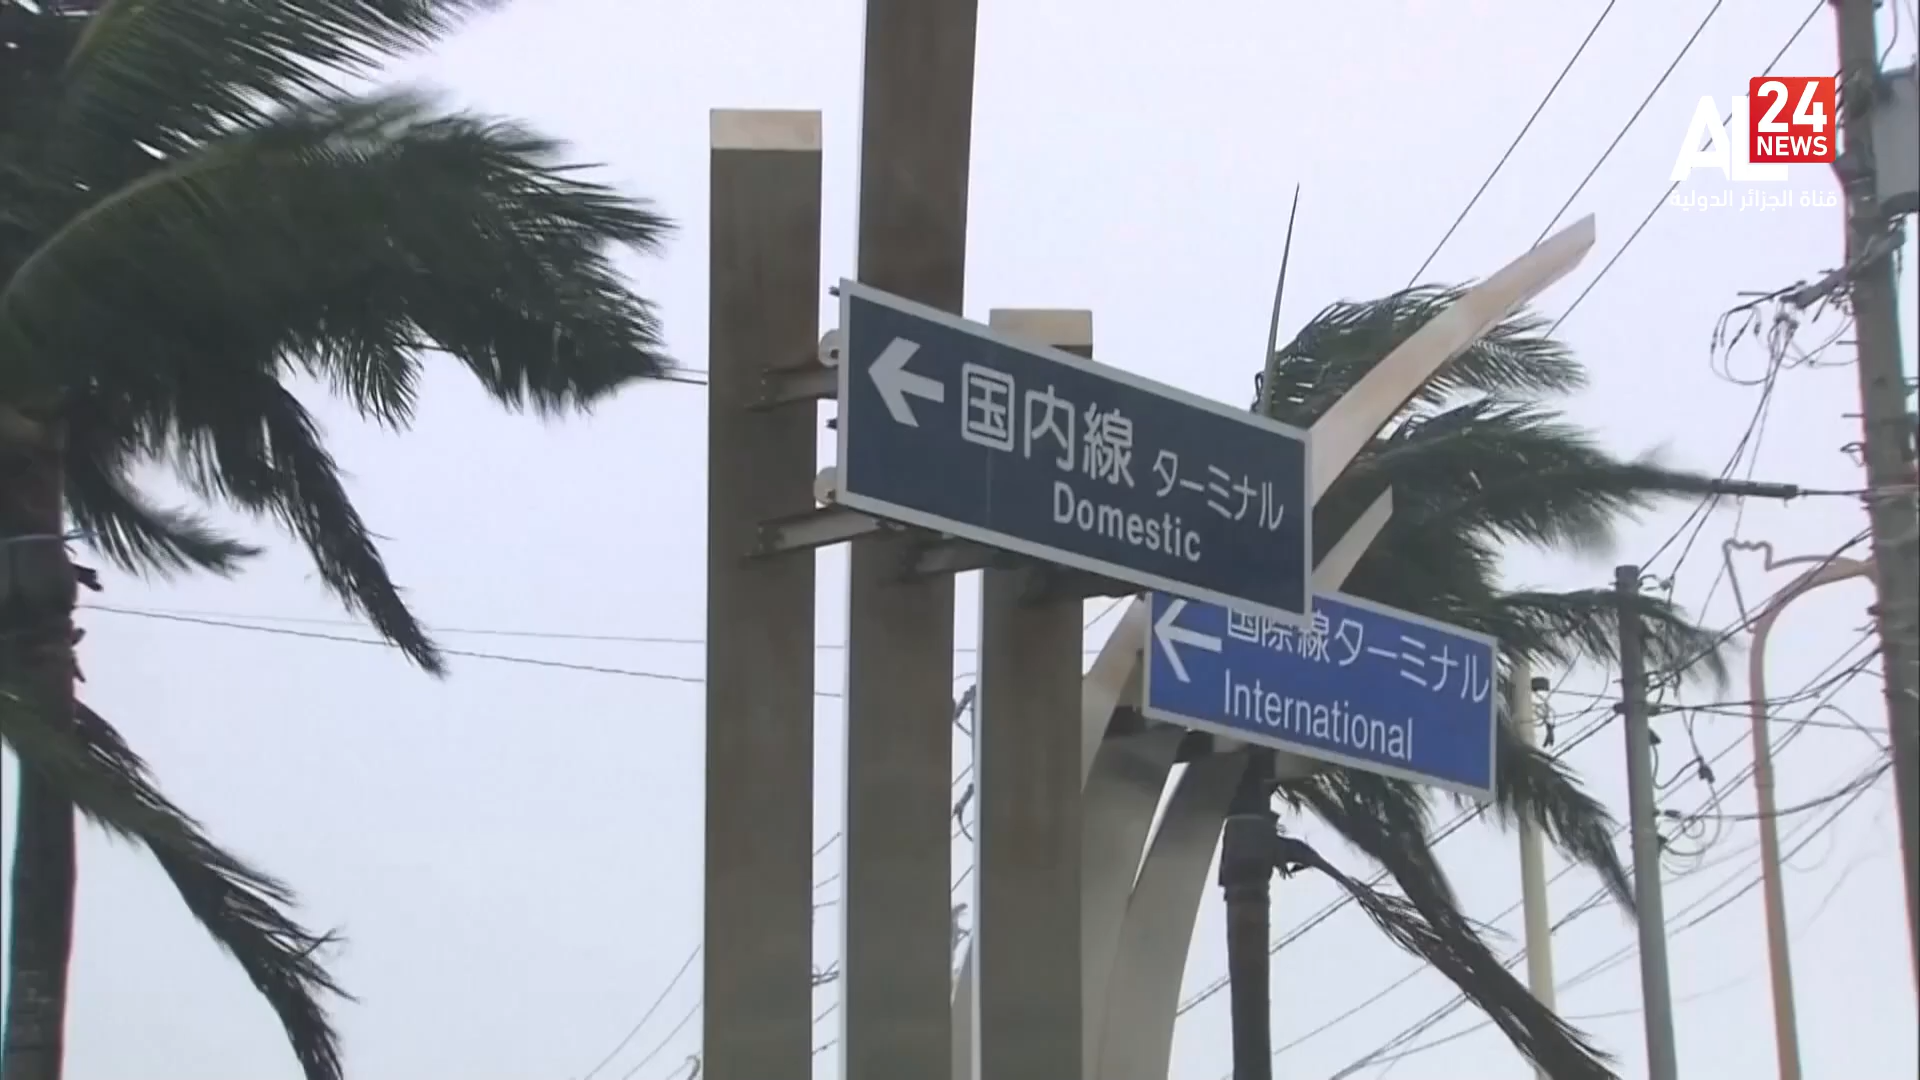 AL
24
NEWS
قناة الجزائر الدولية
国内線 ターミナル
Domestic
国際線ターミナル
International